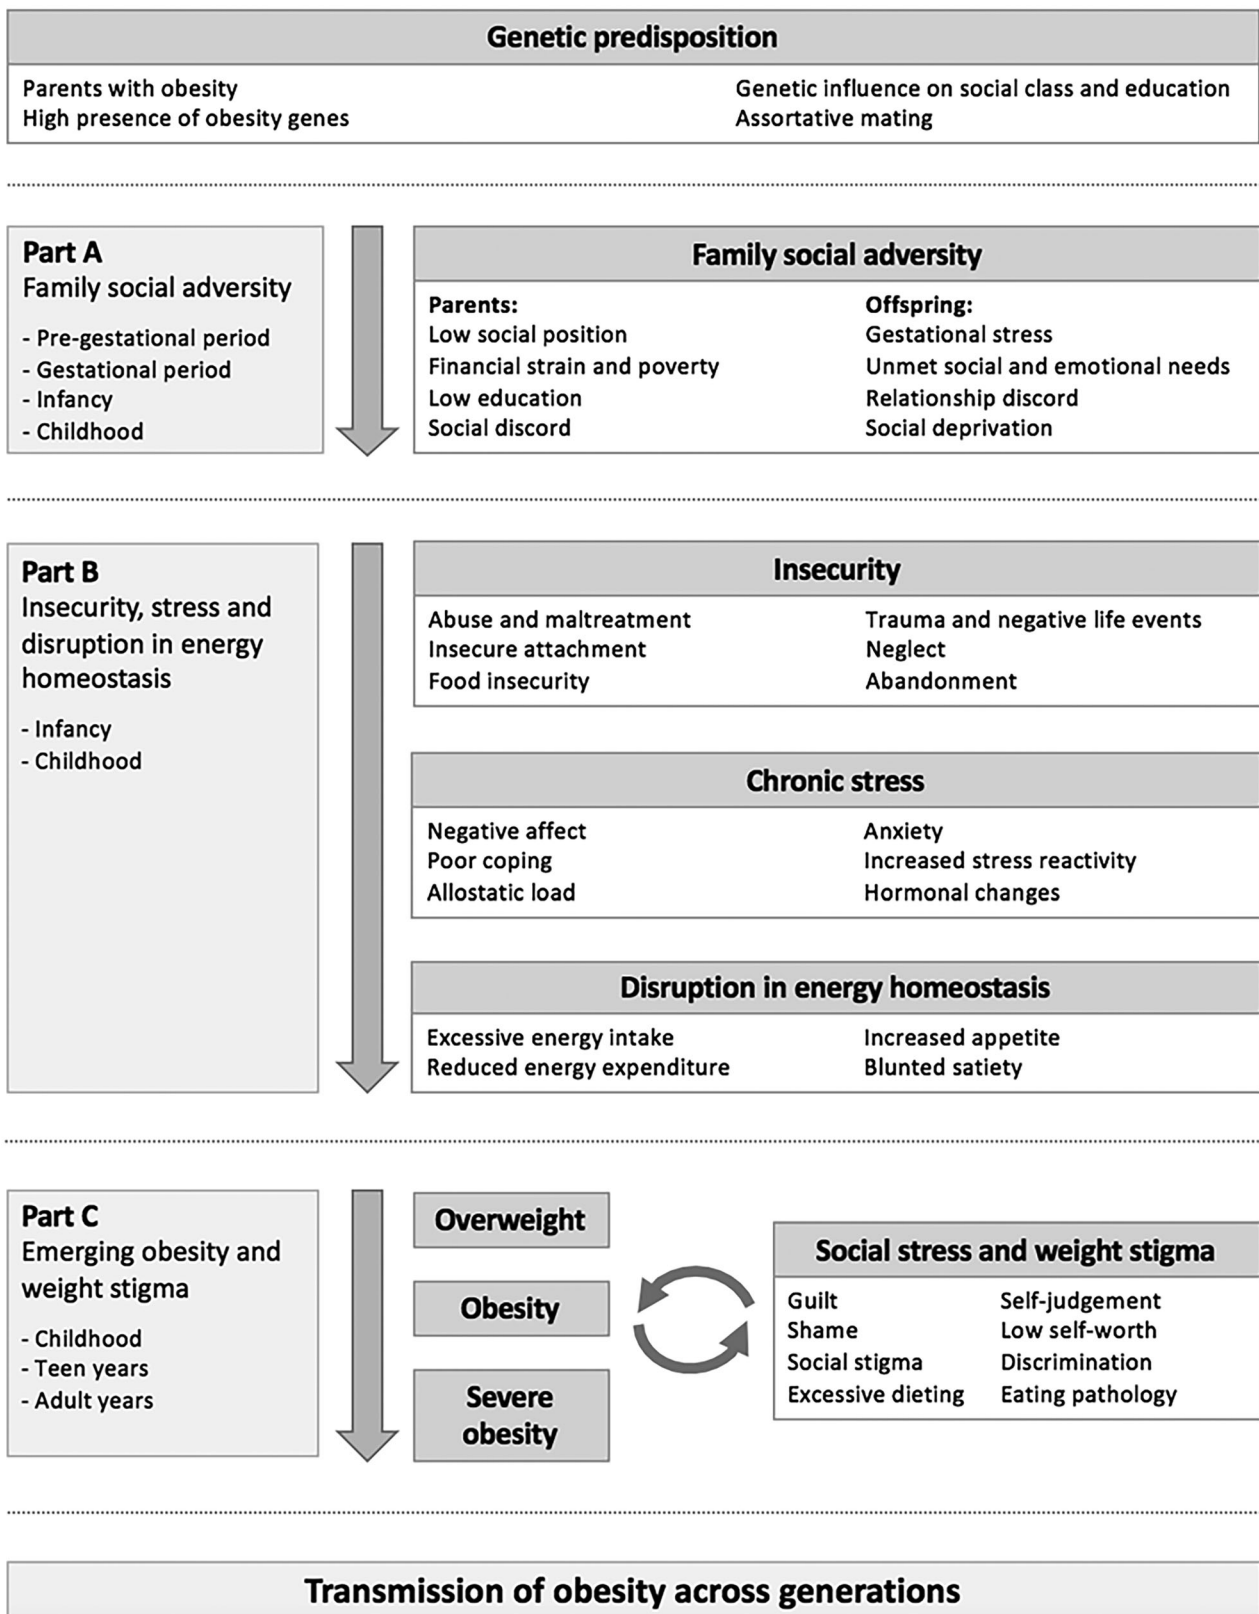 Genetic predisposition
Parents with obesity
High presence of obesity genes
Genetic influence on social class and education
Assortative mating
Part A
Family social adversity
- Pre-gestational period
- Gestational period
- Infancy
- Childhood
Family social adversity
Parents:
Low social position
Financial strain and poverty
Low education
Social discord
Offspring:
Gestational stress
Unmet social and emotional needs
Relationship discord
Social deprivation
Part B
Insecurity, stress and
disruption in energy
homeostasis
- Infancy
- Childhood
Insecurity
Abuse and maltreatment
Insecure attachment
Food insecurity
Trauma and negative life events
Neglect
Abandonment
Chronic stress
Negative affect
Poor coping
Allostatic load
Anxiety
Increased stress reactivity
Hormonal changes
Disruption in energy homeostasis
Excessive energy intake
Reduced energy expenditure
Increased appetite
Blunted satiety
Part C
Emerging obesity and
weight stigma
- Childhood
- Teen years
- Adult years
Overweight
Obesity
Severe
obesity
Social stress and weight stigma
Guilt
Shame
Social stigma
Excessive dieting
Self-judgement
Low self-worth
Discrimination
Eating pathology
Transmission of obesity across generations